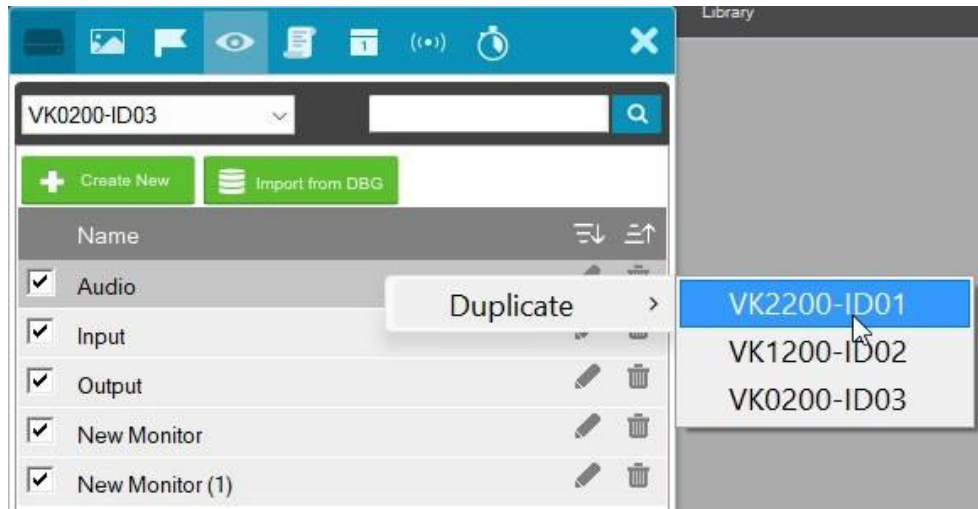 Library
1
VK0200-ID03
Create New
Import from DBG
Name
Audio
Duplicate
VK2200-ID01
Input
VK1200-ID02
Output
VK0200-ID03
New Monitor
New Monitor (1)